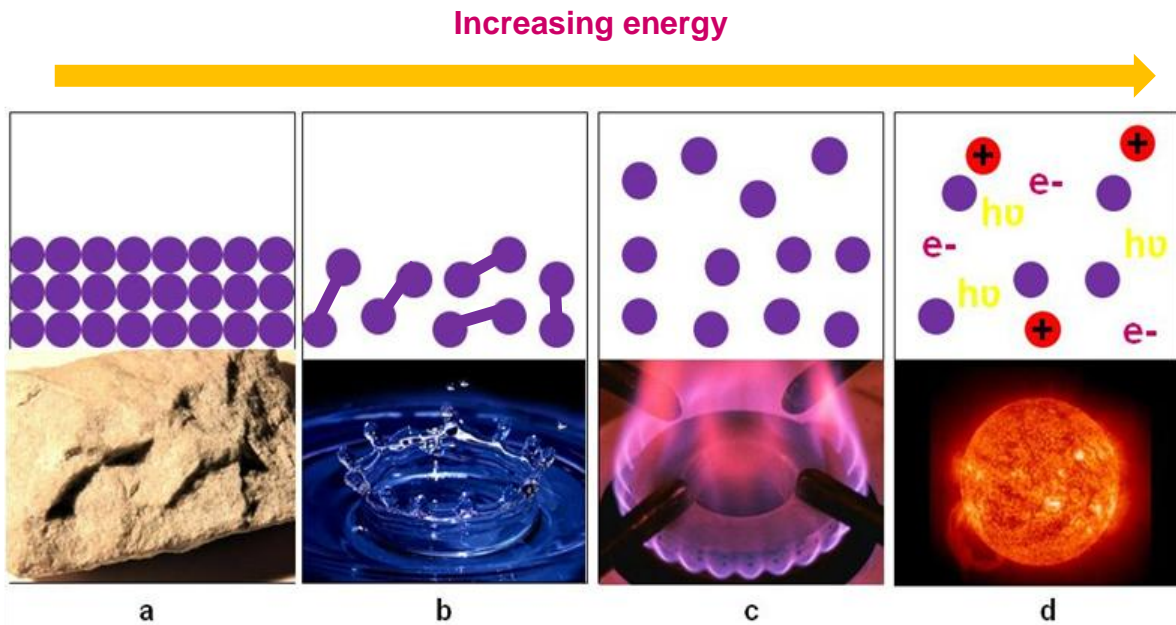 Increasing energy
+
+
e-
hυ
e-
hυ
hυ
+
e-
a b c d